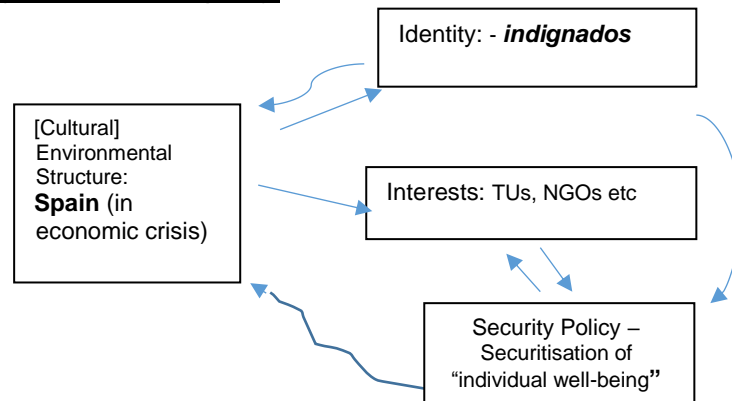 Identity: - indignados
[Cultural]
Environmental
Structure:
Spain (in
economic crisis)
Interests: TUs, NGOs etc
Security Policy –
Securitisation of
“individual well-being”